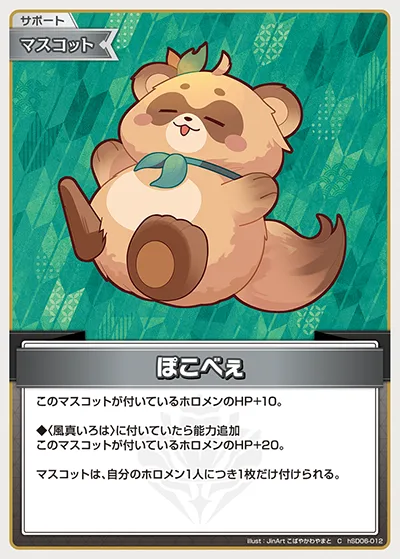 サポート
マスコット
ぽこべぇ
このマスコットが付いているホロメンのHP+10。
◆〈風真いろは〉に付いていたら能力追加
このマスコットが付いているホロメンのHP+20。
マスコットは、自分のホロメン1人につき1枚だけ付けられる。
illust：JinArt こばやかわやまと C hSD06-012